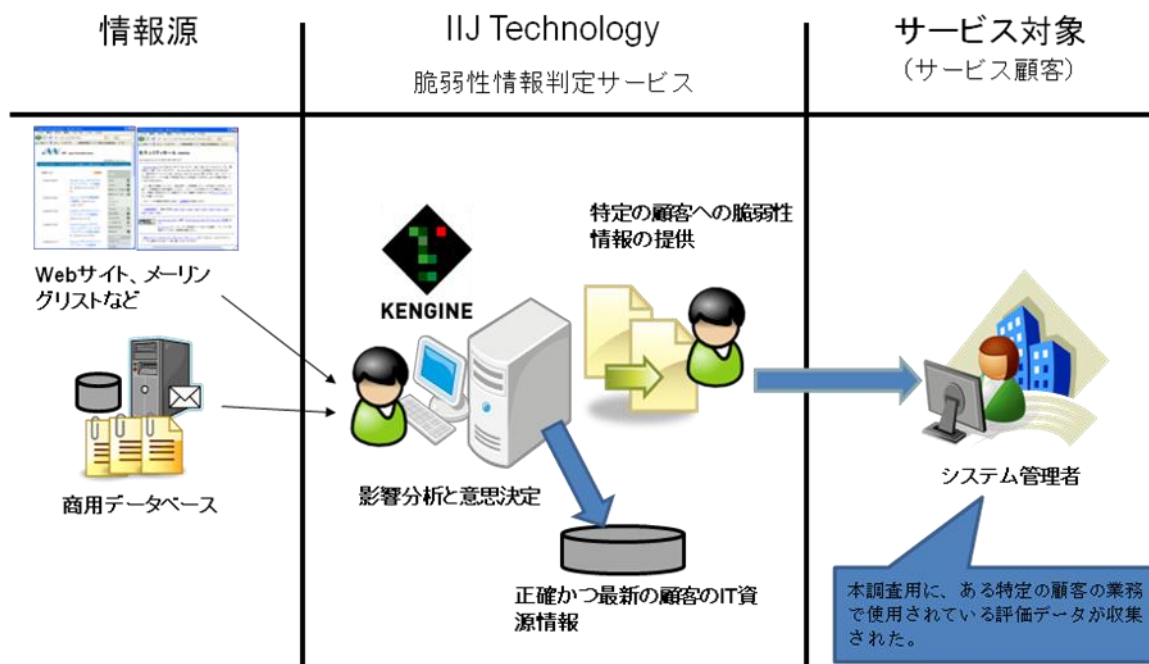 情報源
IIJ Technology
脆弱性情報判定サービス
サービス対象
(サービス顧客)
Webサイト、メーリン
グリストなど
商用データベース
KENGINE
影響分析と意思決定
特定の顧客への脆弱性
情報の提供
正確かつ最新の顧客のIT資
源情報
システム管理者
本調査用に、ある特定の顧客の業務
で使用されている評価データが収集
された。